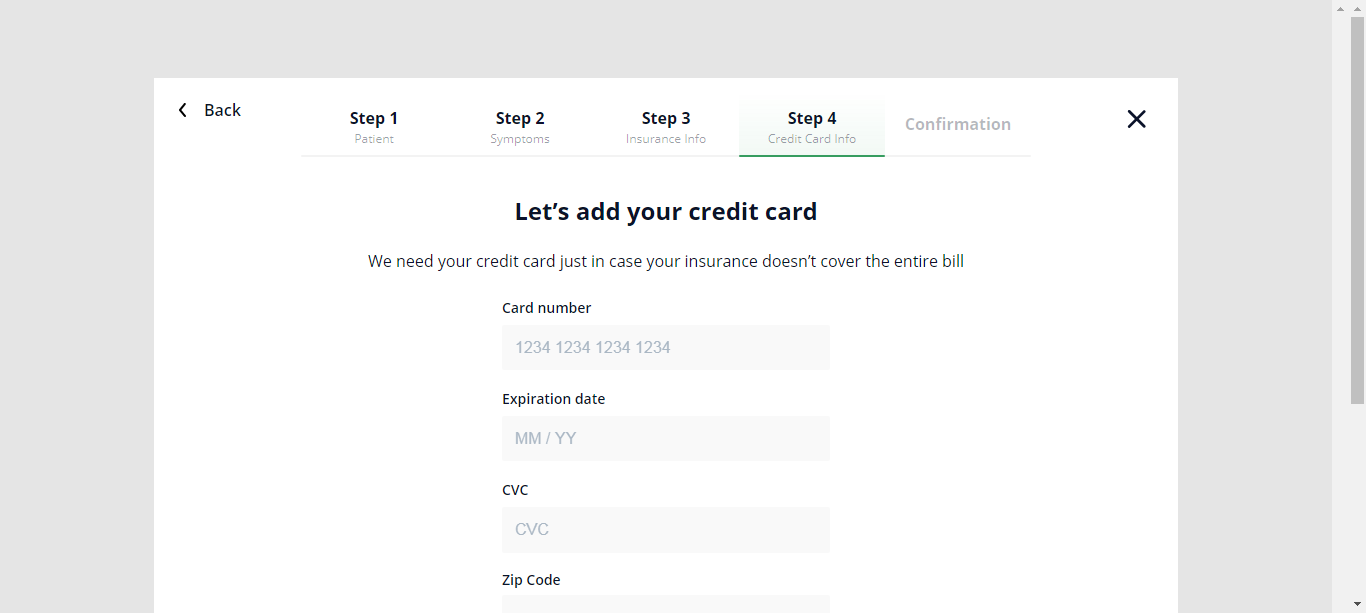 Back
Step 1
Patient
Step 2
Symptoms
Step 3
Insurance Info
Step 4
Credit Card Info
Confirmation
Let’s add your credit card
We need your credit card just in case your insurance doesn’t cover the entire bill
Card number
1234 1234 1234 1234
Expiration date
MM / YY
CVC
CVC
Zip Code